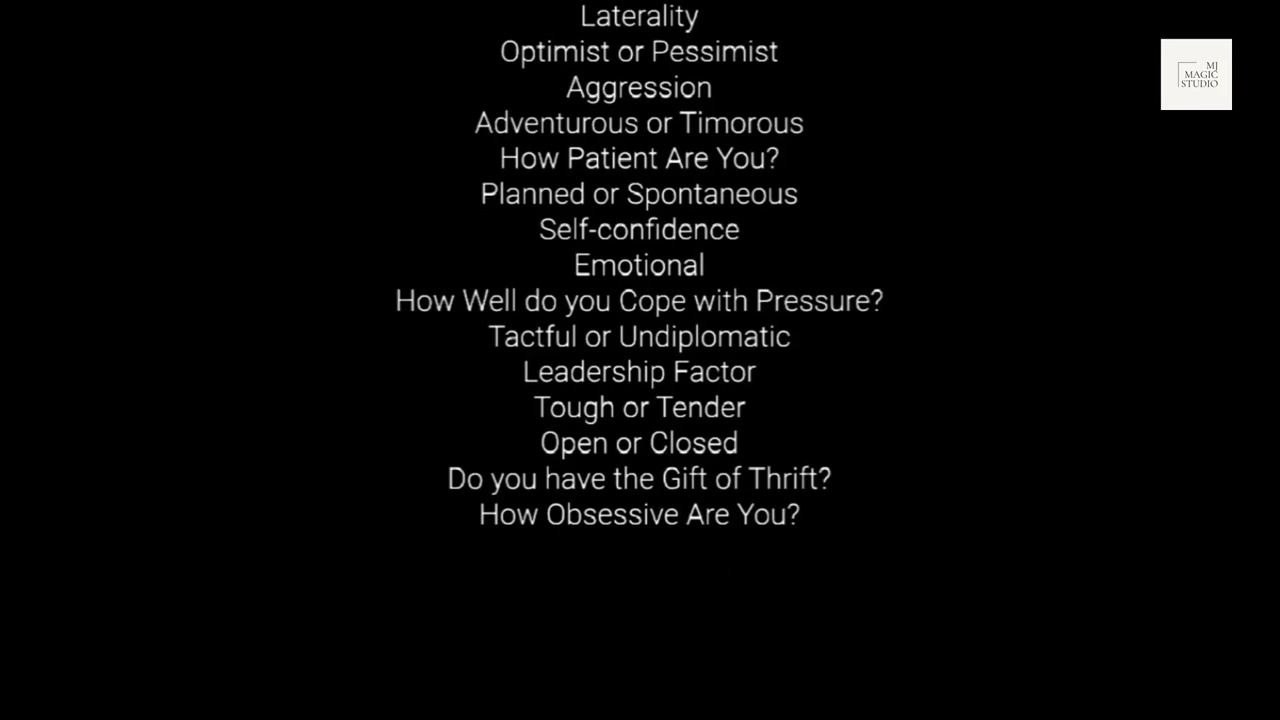 Laterality
Optimist or Pessimist
Aggression
Adventurous or Timorous
How Patient Are You?
Planned or Spontaneous
Self-confidence
Emotional
How Well do you Cope with Pressure?
Tactful or Undiplomatic
Leadership Factor
Tough or Tender
Open or Closed
Do you have the Gift of Thrift?
How Obsessive Are You?
MJ
MAGIC
STUDIO